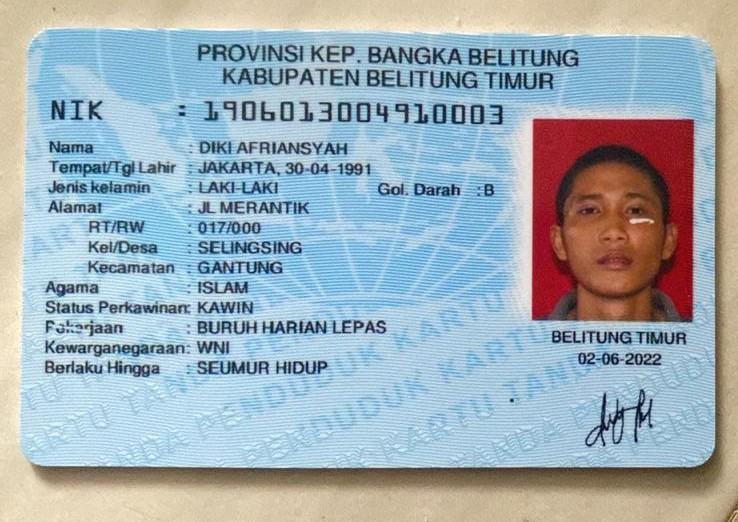 PROVINSI KEP. BANGKA BELITUNG
KABUPATEN BELITUNG TIMUR
NIK : 1906013004910003
Nama : DIKI AFRIANSYAH
Tempat/Tgl Lahir : JAKARTA, 30-04-1991
Jenis kelamin : LAKI-LAKI Gol. Darah : B
Alamat : JL MERANTIK
RT/RW : 017/000
Kel/Desa : SELINGSING
Kecamatan : GANTUNG
Agama : ISLAM
Status Perkawinan: KAWIN
Pekerjaan : BURUH HARIAN LEPAS
Kewarganegaraan: WNI
Berlaku Hingga : SEUMUR HIDUP
BELITUNG TIMUR
02-06-2022